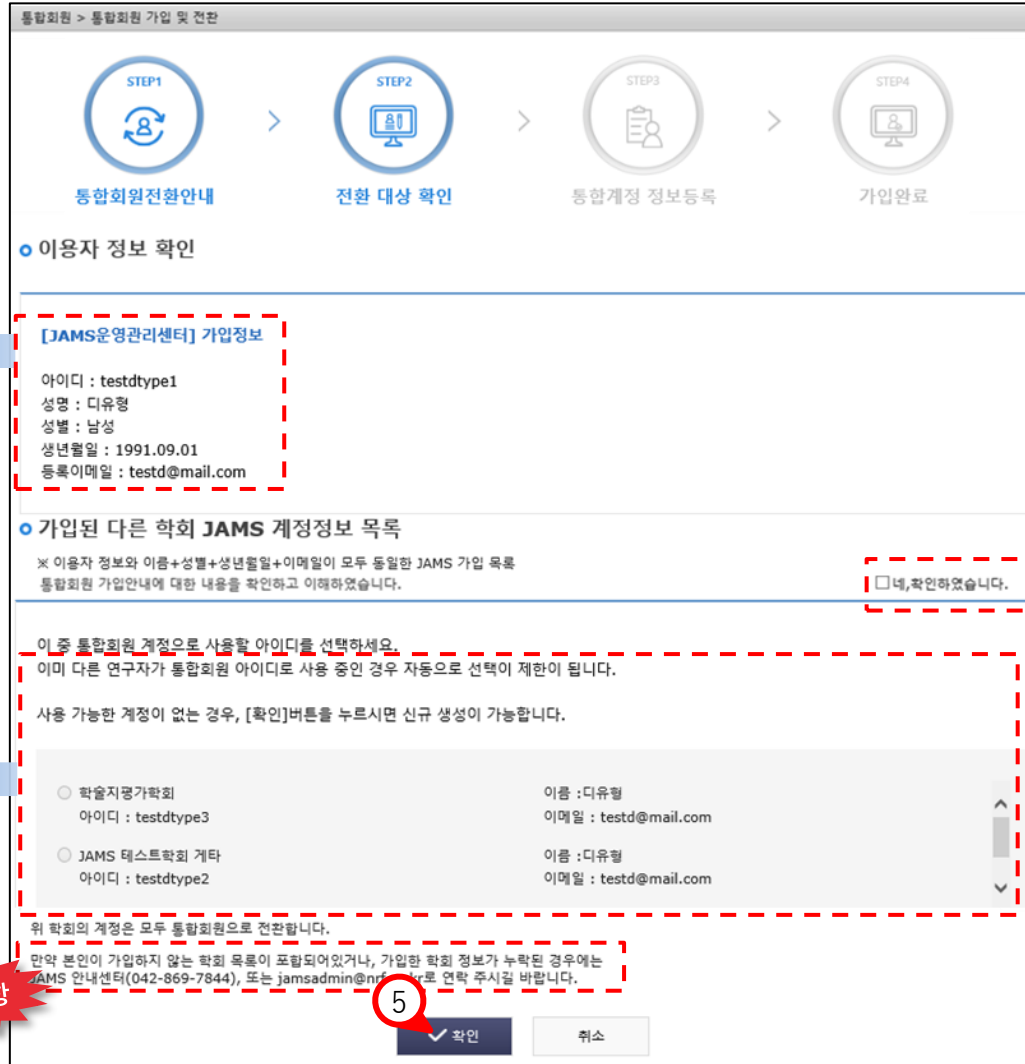 통합회원 > 통합회원 가입 및 전환
STEP1
STEP2
STEP3
STEP4
>
>
>
통합회원전환안내
전환 대상 확인
통합계정 정보등록
가입완료
이용자 정보 확인
[JAMS운영관리센터] 가입정보
아이디 : testdtype1
성명 : 디유형
성별 : 남성
생년월일 : 1991.09.01
등록이메일 : testd@mail.com
가입된 다른 학회 JAMS 계정정보 목록
※ 이용자 정보와 이름+성별+생년월일+이메일이 모두 동일한 JAMS 가입 목록
통합회원 가입안내에 대한 내용을 확인하고 이해하였습니다.
네,확인하였습니다.
이 중 통합회원 계정으로 사용할 아이디를 선택하세요.
이미 다른 연구자가 통합회원 아이디로 사용 중인 경우 자동으로 선택이 제한이 됩니다.
사용 가능한 계정이 없는 경우, [확인]버튼을 누르시면 신규 생성이 가능합니다.
학술지평가학회
이름 :디유형
아이디 : testdtype3
이메일 : testd@mail.com
JAMS 테스트학회 게타
이름 :디유형
아이디 : testdtype2
이메일 : testd@mail.com
위 학회의 계정은 모두 통합회원으로 전환합니다.
만약 본인이 가입하지 않는 학회 목록이 포함되어있거나, 가입한 학회 정보가 누락된 경우에는
JAMS 안내센터(042-869-7844), 또는 로 연락 주시길 바랍니다.
5
확인
취소